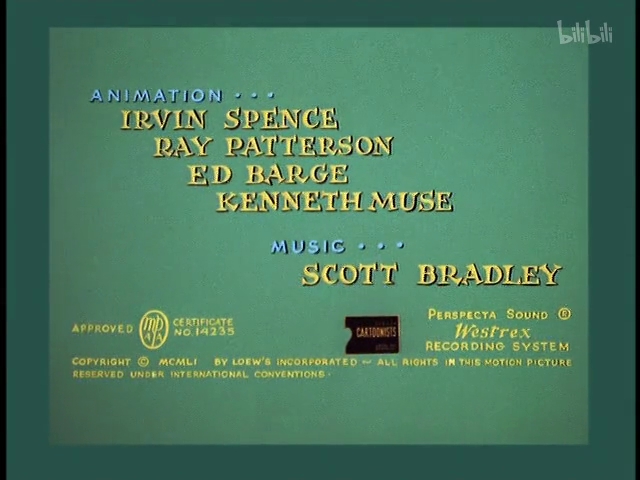 bilibili
ANIMATION ...
IRVIN SPENCE
RAY PATTERSON
ED BARGE
KENNETH MUSE
MUSIC ...
SCOTT BRADLEY
APPROVED
MPAA
CERTIFICATE
NO. 14235
CARTOONISTS
PERSPECTA SOUND ®
Westrex
RECORDING SYSTEM
COPYRIGHT © MCMLI BY LOEW'S INCORPORATED — ALL RIGHTS IN THIS MOTION PICTURE
RESERVED UNDER INTERNATIONAL CONVENTIONS.